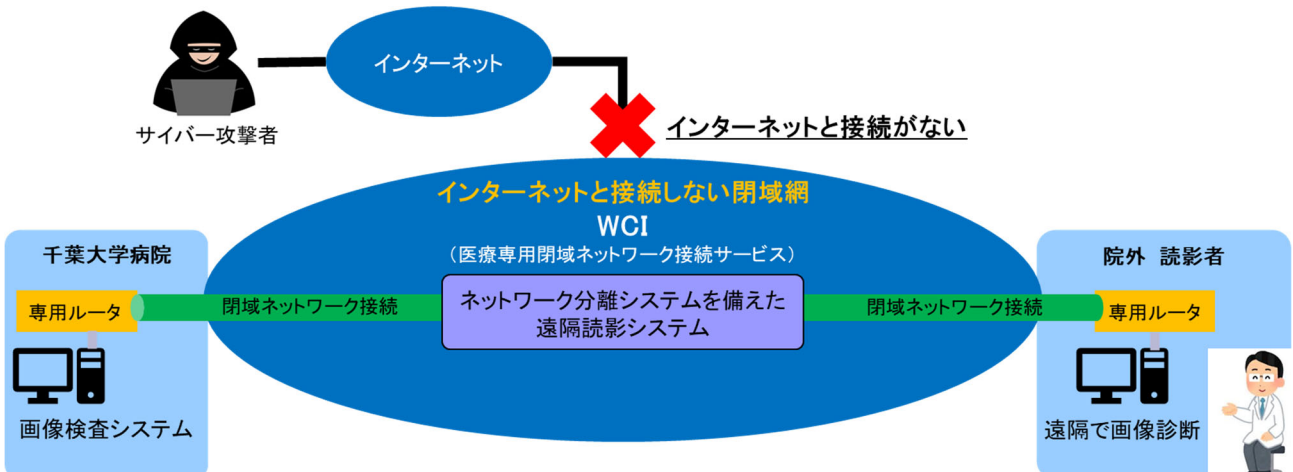 インターネット
サイバー攻撃者
インターネットと接続がない
インターネットと接続しない閉域網
WCI
（医療専用閉域ネットワーク接続サービス）
千葉大学病院
専用ルータ
閉域ネットワーク接続
ネットワーク分離システムを備えた
遠隔読影システム
閉域ネットワーク接続
院外 読影者
専用ルータ
画像検査システム
遠隔で画像診断